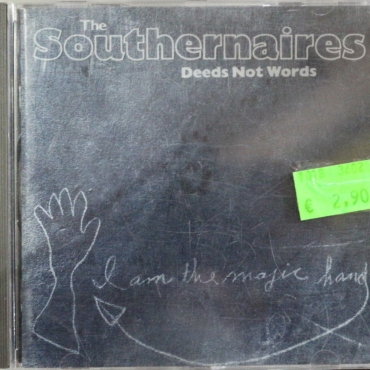 The
Southernaires
Deeds Not Words
€ 2,90
I am the magic hand